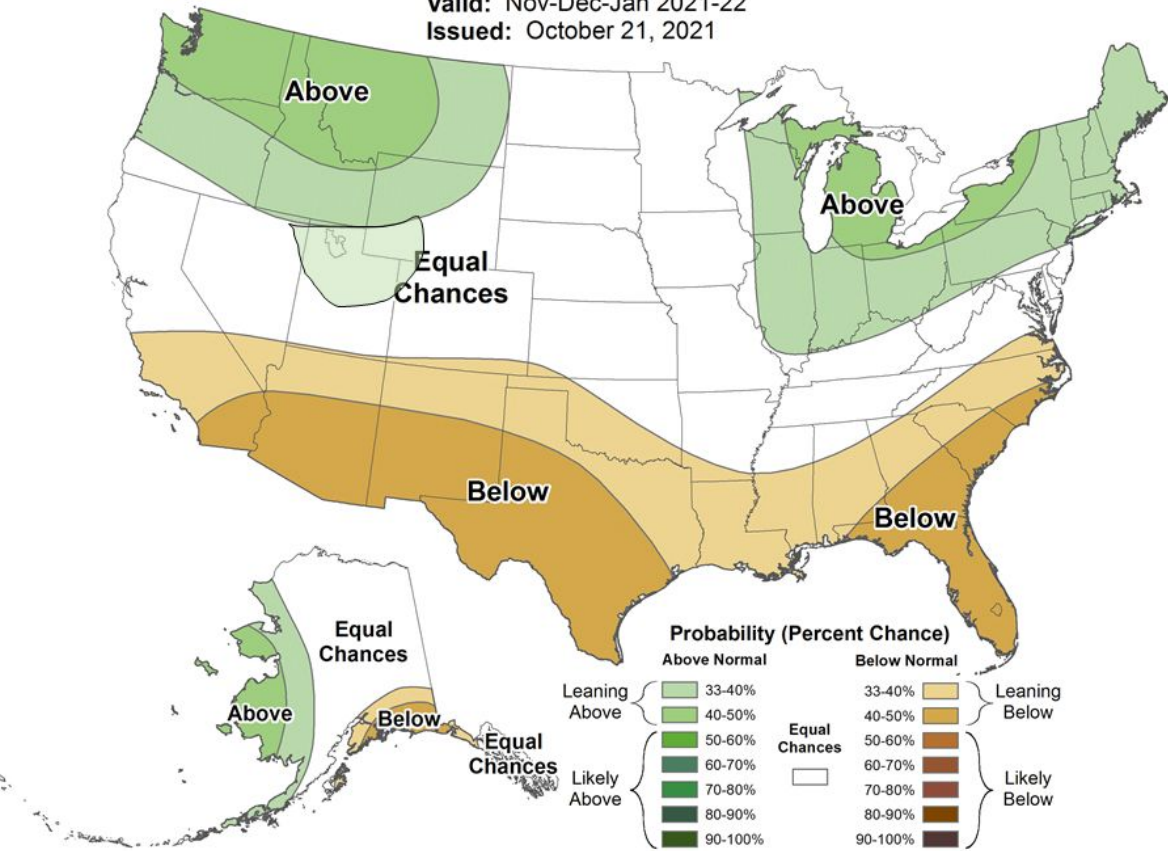 Valid: Nov-Dec-Jan 2021-22
Issued: October 21, 2021
Above
Above
Equal
Chances
Below
Below
Equal
Chances
Above
Below
Equal
Chances
Probability (Percent Chance)
Above Normal
Below Normal
Leaning
Above
33-40%
40-50%
50-60%
60-70%
70-80%
80-90%
90-100%
Likely
Above
Equal
Chances
33-40%
40-50%
50-60%
60-70%
70-80%
80-90%
90-100%
Leaning
Below
Likely
Below